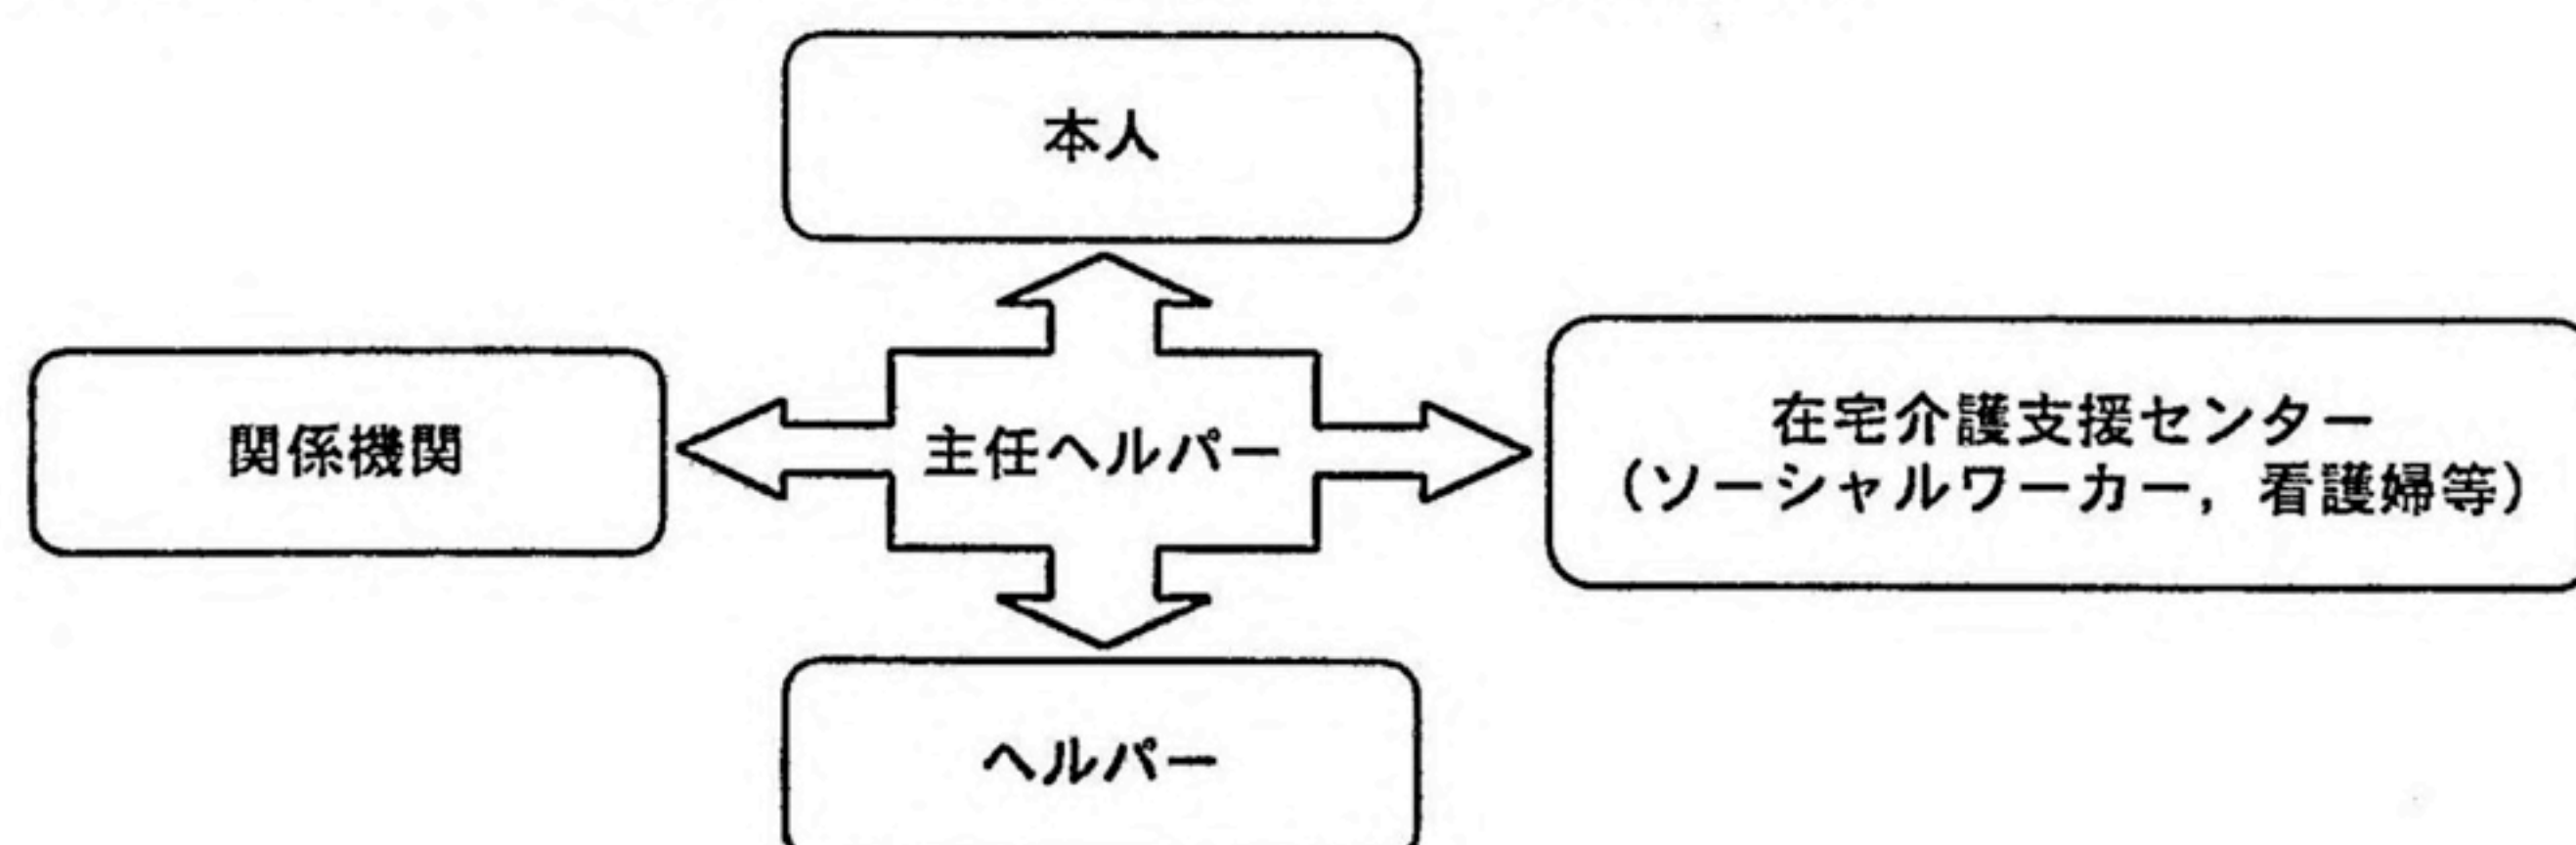 本人
関係機関
主任ヘルパー
在宅介護支援センター
(ソーシャルワーカー，看護婦等)
ヘルパー